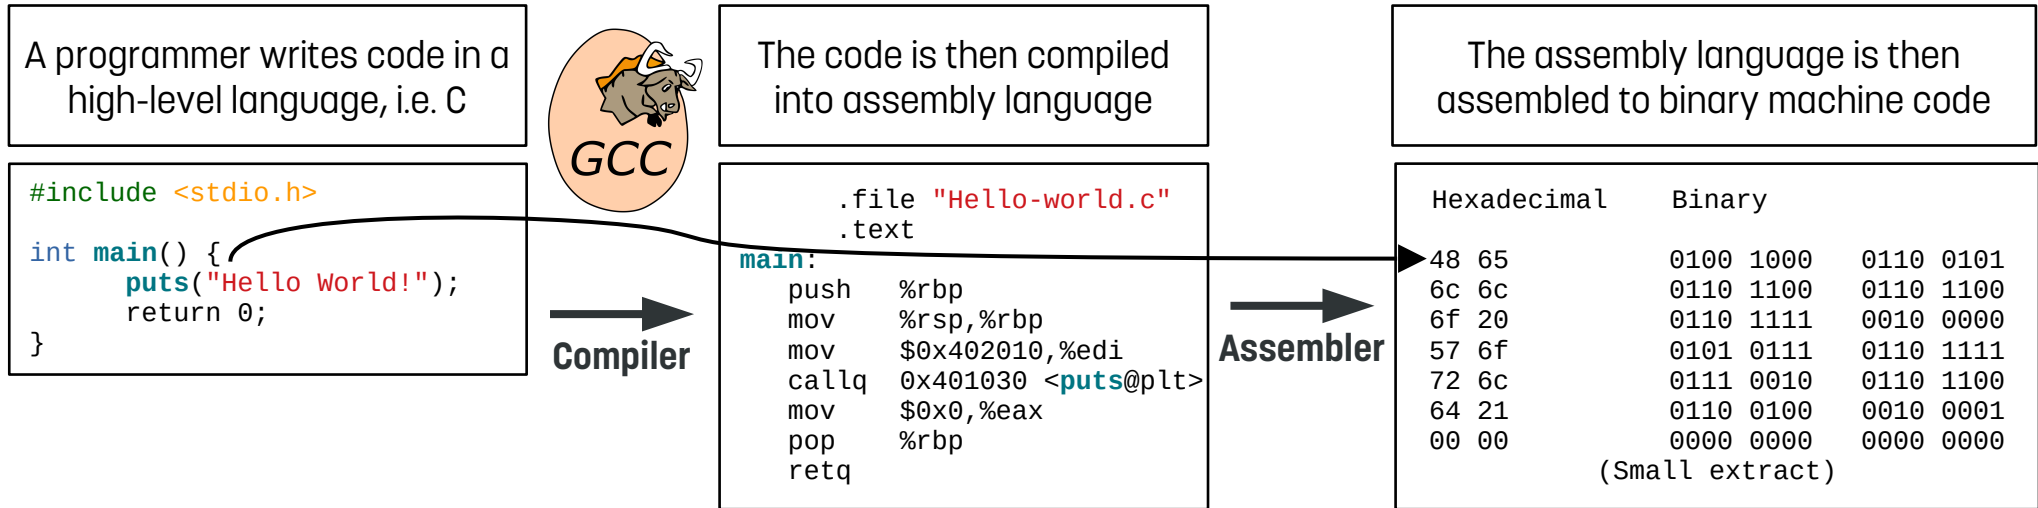 A programmer writes code in a
high-level language, i.e. C
GCC
The code is then compiled
into assembly language
The assembly language is then
assembled to binary machine code
#include <stdio.h>
int main() {
puts("Hello World!");
return 0;
}
Compiler
.file "Hello-world.c"
.text
main:
push %rbp
mov %rsp,%rbp
mov $0x402010,%edi
callq 0x401030 <puts@plt>
mov $0x0,%eax
pop %rbp
retq
Assembler
Hexadecimal Binary
48 65 0100 1000 0110 0101
6c 6c 0110 1100 0110 1100
6f 20 0110 1111 0010 0000
57 6f 0101 0111 0110 1111
72 6c 0111 0010 0110 1100
64 21 0110 0100 0010 0001
00 00 0000 0000 0000 0000
(Small extract)